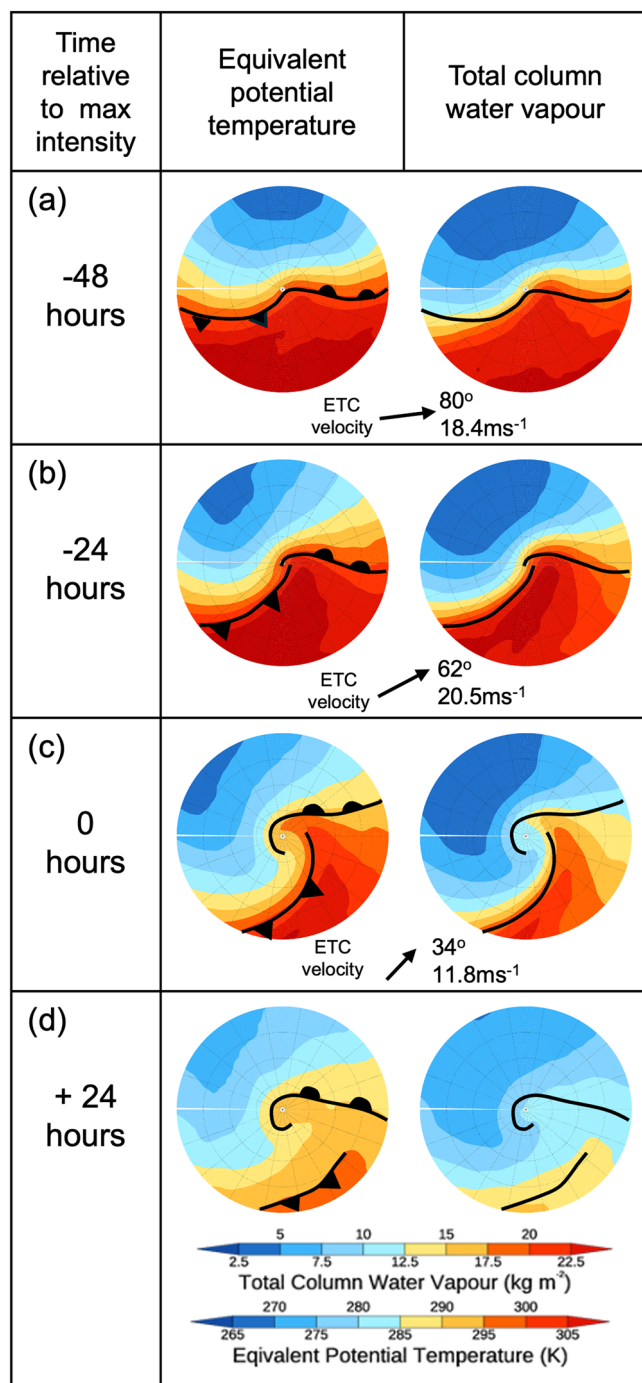 Time
relative
to max
intensity
Equivalent
potential
temperature
Total column
water vapour
(a)
-48
hours
ETC
velocity
80°
18.4ms-1
(b)
-24
hours
ETC
velocity
62°
20.5ms-1
(c)
0
hours
ETC
velocity
34°
11.8ms-1
(d)
+ 24
hours
5 10 15 20
2.5 7.5 12.5 17.5 22.5
Total Column Water Vapour (kg m-2)
270 280 290 300
265 275 285 295 305
Eqivalent Potential Temperature (K)